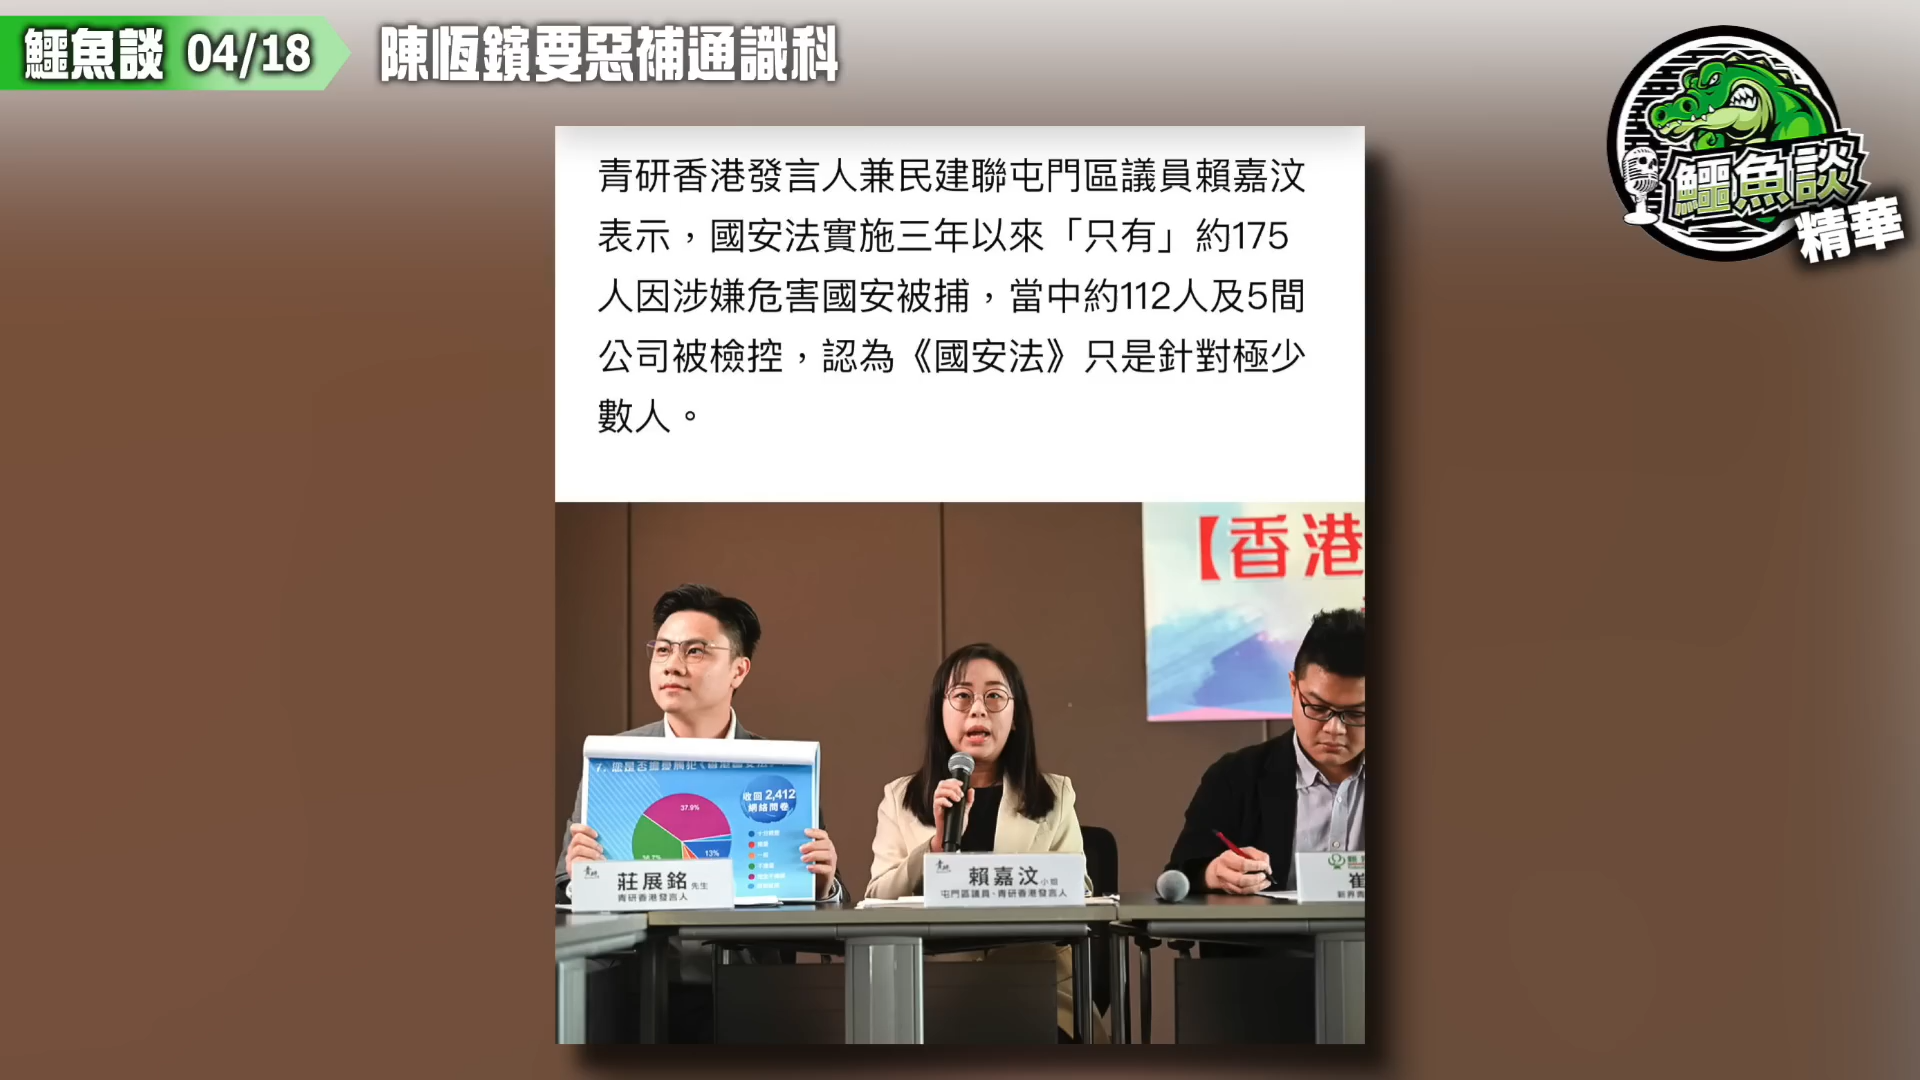 鱷魚談 04/18
陳恆鑌要惡補通識科
鱷魚談
精華
青研香港發言人兼民建聯屯門區議員賴嘉汶
表示，國安法實施三年以來「只有」約175
人因涉嫌危害國安被捕，當中約112人及5間
公司被檢控，認為《國安法》只是針對極少
數人。
【香港
收回 2,412
網絡問卷
37.9%
13%
莊展銘 先生
青研香港發言人
賴嘉汶 小姐
屯門區議員、青研香港發言人